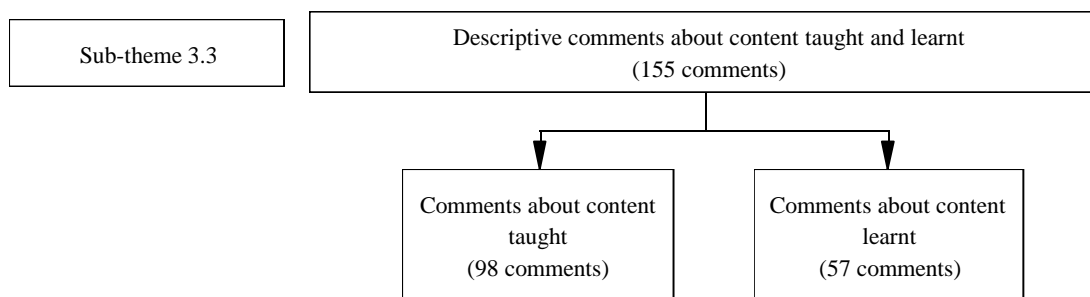 Sub-theme 3.3
Descriptive comments about content taught and learnt
(155 comments)
Comments about content
taught
(98 comments)
Comments about content
learnt
(57 comments)